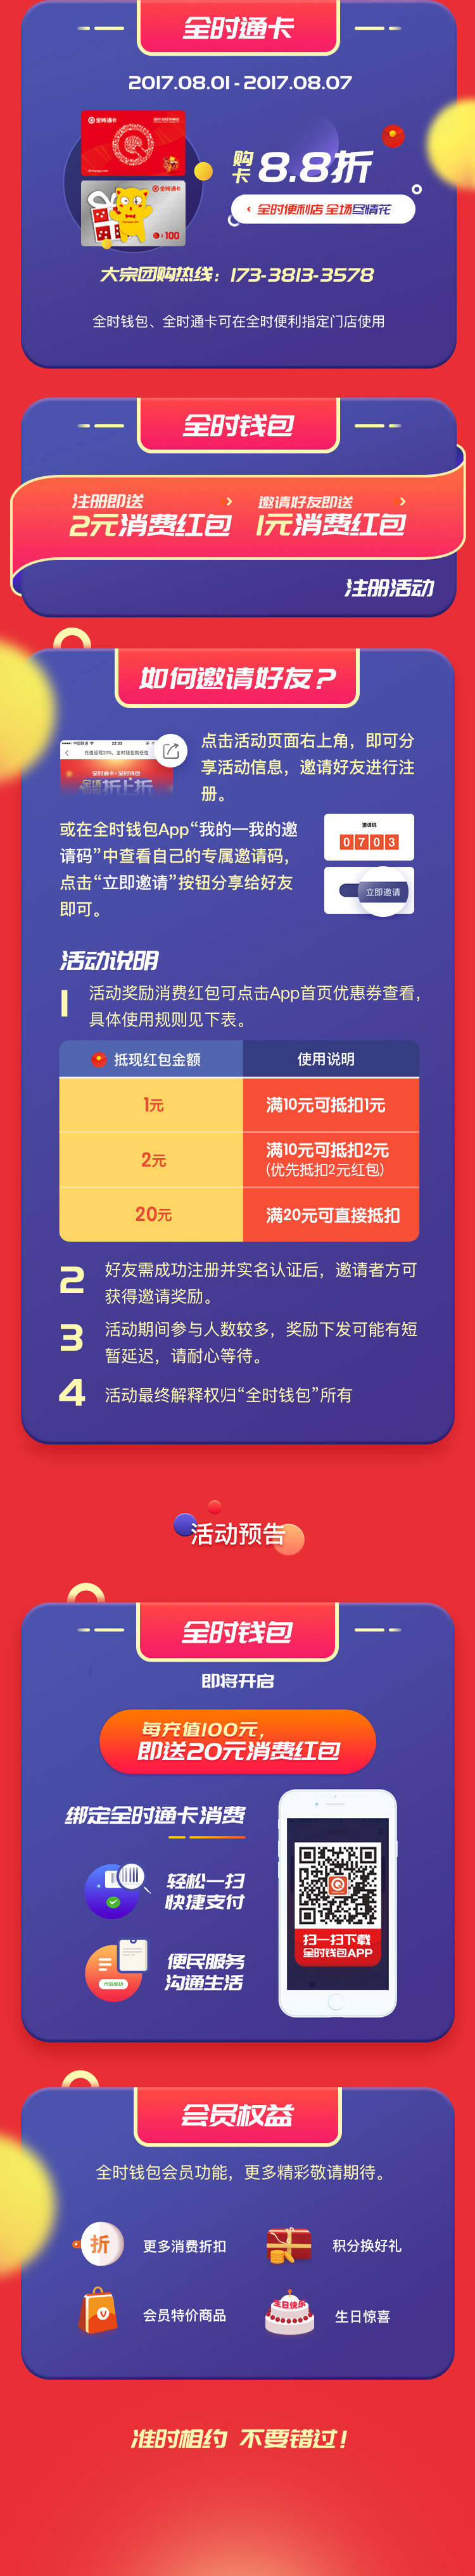 全时通卡
2017.08.01 - 2017.08.07
全时通卡
全时通卡
¥100
购卡 8.8折
全时便利店 全场尽情花
大宗团购热线：173-3813-3578
全时钱包、全时通卡可在全时便利指定门店使用
全时钱包
注册即送
2元消费红包
邀请好友即送
1元消费红包
注册活动
如何邀请好友？
点击活动页面右上角，即可分
享活动信息，邀请好友进行注
册。
或在全时钱包App“我的—我的邀
请码”中查看自己的专属邀请码，
点击“立即邀请”按钮分享给好友
即可。
邀请码
0703
立即邀请
活动说明
1 活动奖励消费红包可点击App首页优惠券查看，
具体使用规则见下表。
抵现红包金额 使用说明
1元 满10元可抵扣1元
2元 满10元可抵扣2元
(优先抵扣2元红包)
20元 满20元可直接抵扣
2 好友需成功注册并实名认证后，邀请者方可
获得邀请奖励。
3 活动期间参与人数较多，奖励下发可能有短
暂延迟，请耐心等待。
4 活动最终解释权归“全时钱包”所有
活动预告
全时钱包
即将开启
每充值100元，
即送20元消费红包
绑定全时通卡消费
轻松一扫
快捷支付
便民服务
沟通生活
扫一扫下载
全时钱包APP
会员权益
全时钱包会员功能，更多精彩敬请期待。
折
更多消费折扣
积分换好礼
V
会员特价商品
生日快乐
生日惊喜
准时相约 不要错过！